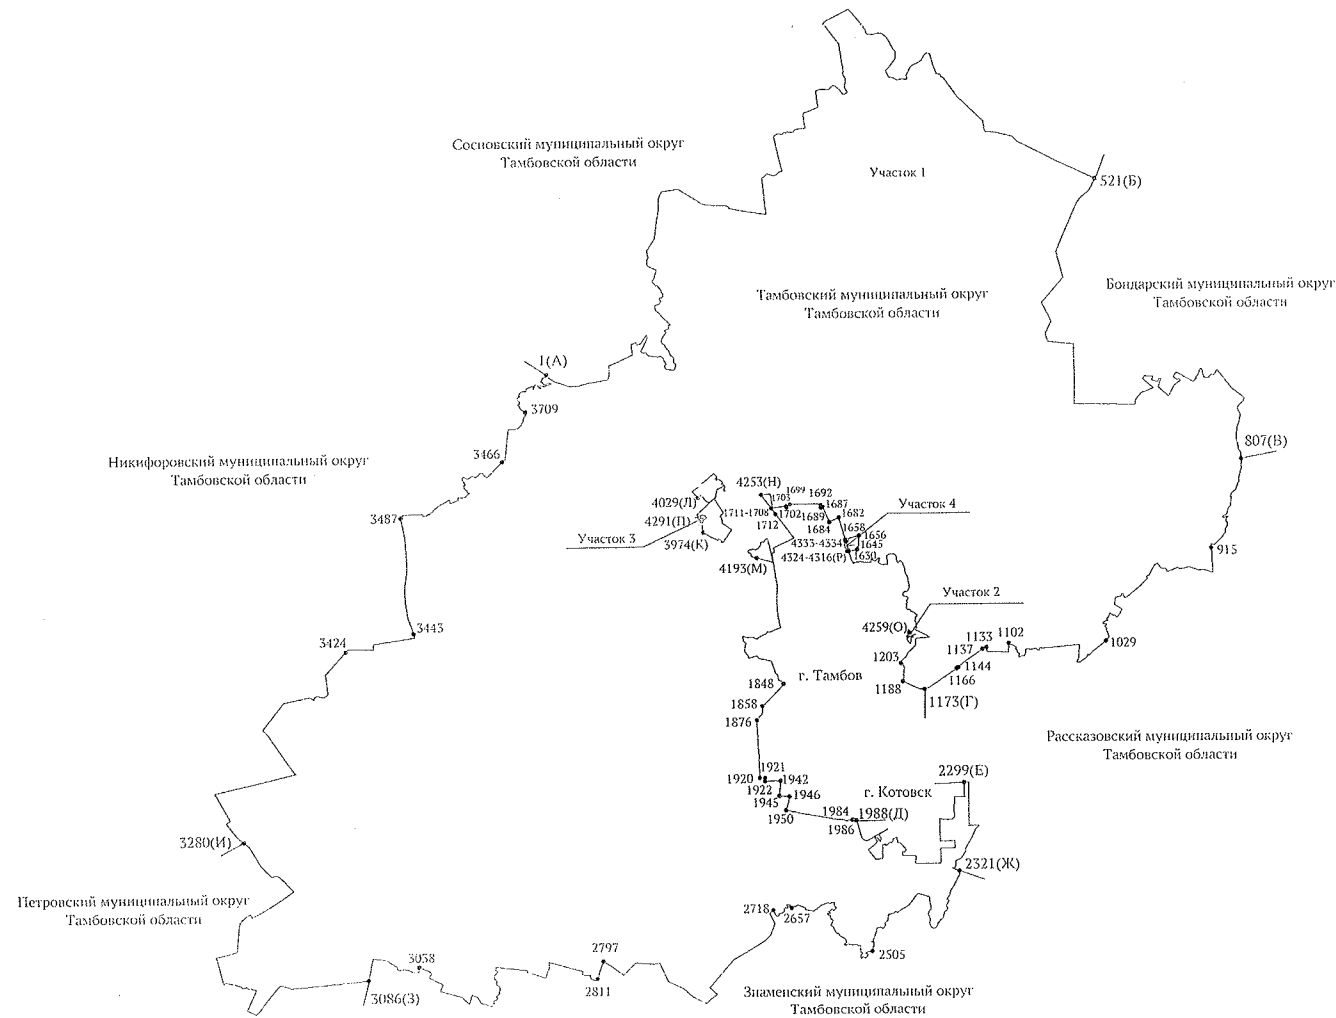 Сосновский муниципальный округ
Тамбовской области
Участок 1
521(Б)
Тамбовский муниципальный округ
Тамбовской области
Бондарский муниципальный округ
Тамбовской области
1(А)
3709
807(В)
Никифоровский муниципальный округ
Тамбовской области
3466
3487
4253(Н)
1703
1699
1692
1687
4029(Л)
1711-1708
1702
1689
1682
Участок 4
4291(П)
1712
1684
1658
1656
Участок 3
3974(К)
4333-4334
1645
4324-4316(Р)
1630
4193(М)
915
Участок 2
4259(О)
3443
3424
1133
1102
1029
1137
1203
1144
1166
1188
1173(Г)
г. Тамбов
1848
1858
1876
Рассказовский муниципальный округ
Тамбовской области
1921
1920
1942
1922
1945
1946
1950
2299(Е)
г. Котовск
1984
1988(Д)
1986
3280(И)
2321(Ж)
Петровский муниципальный округ
Тамбовской области
2718
2657
2505
3038
2797
2811
3086(З)
Знаменский муниципальный округ
Тамбовской области